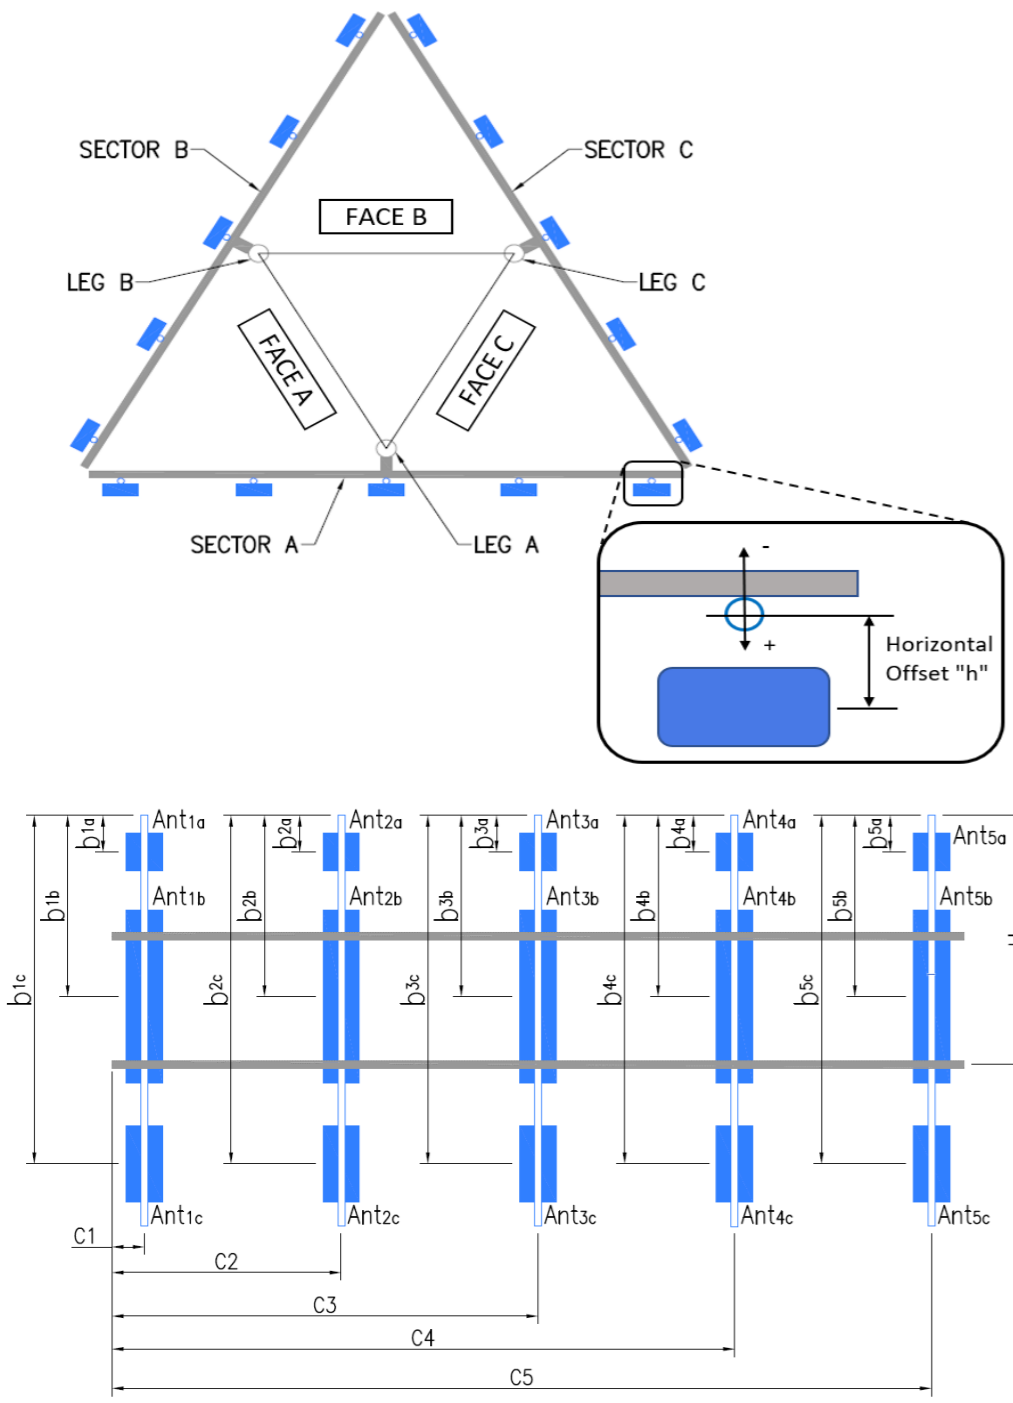 SECTOR B
SECTOR C
FACE B
LEG B
LEG C
FACE A
FACE C
SECTOR A
LEG A
-
+
Horizontal
Offset "h"
b1a
Ant1a
b2a
Ant2a
b3a
Ant3a
b4a
Ant4a
b5a
Ant5a
b1b
Ant1b
b2b
Ant2b
b3b
Ant3b
b4b
Ant4b
b5b
Ant5b
b1c
b2c
b3c
b4c
b5c
Ant1c
Ant2c
Ant3c
Ant4c
Ant5c
C1
C2
C3
C4
C5